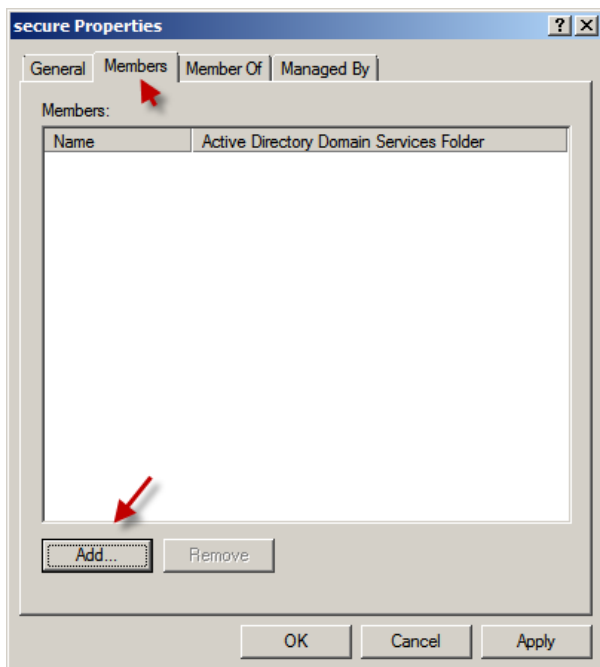 secure Properties
General Members Member Of Managed By
Members:
Name Active Directory Domain Services Folder
Add... Remove
OK Cancel Apply